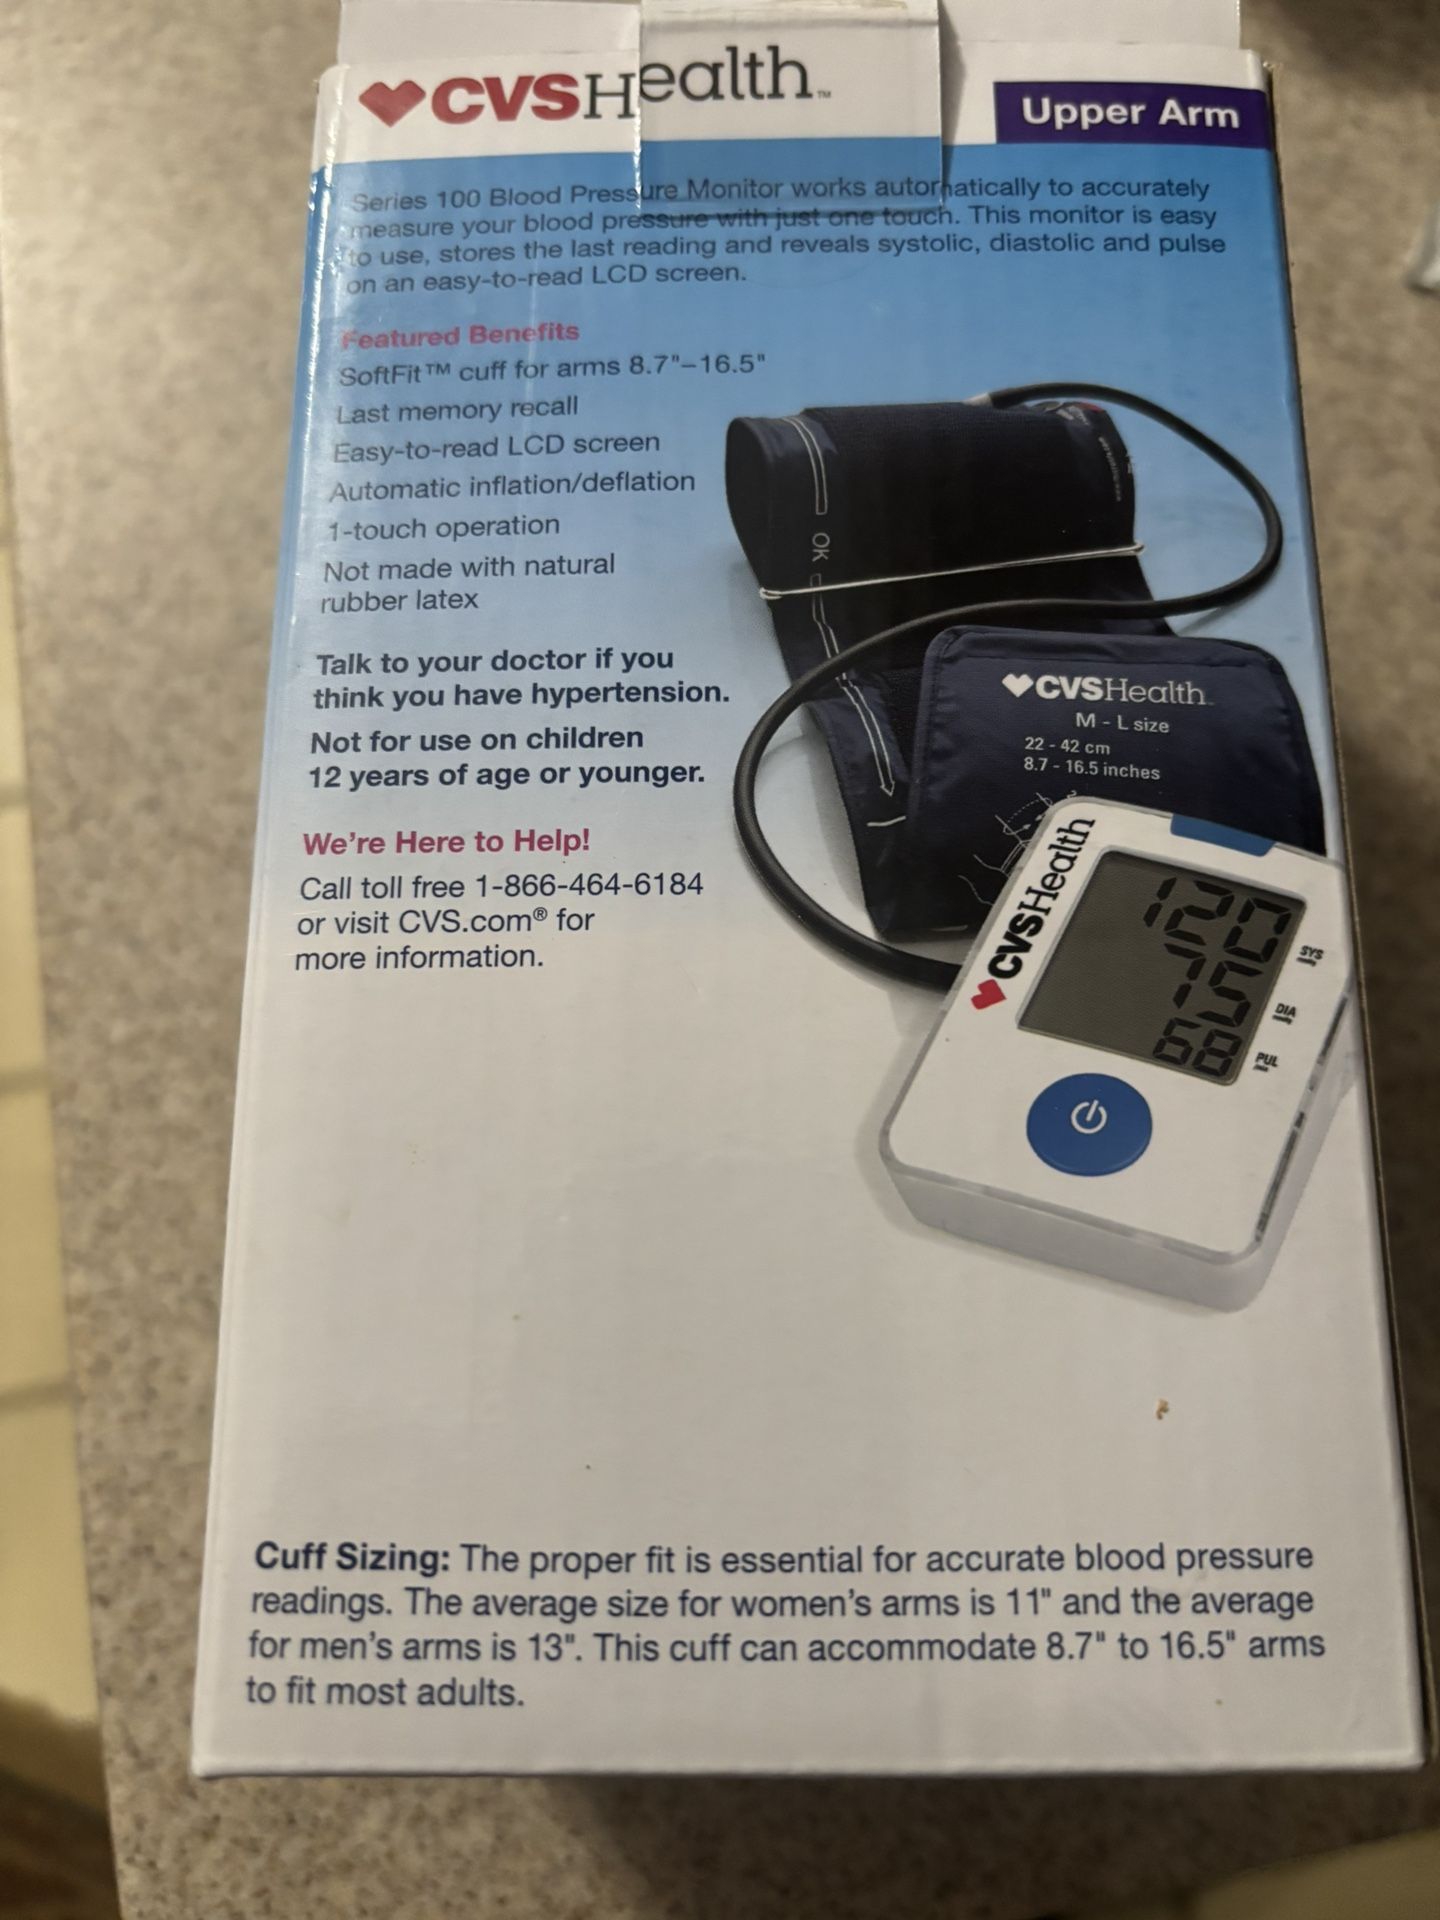 CVSHealth™
Upper Arm
Series 100 Blood Pressure Monitor works automatically to accurately
measure your blood pressure with just one touch. This monitor is easy
to use, stores the last reading and reveals systolic, diastolic and pulse
on an easy-to-read LCD screen.
Featured Benefits
SoftFit™ cuff for arms 8.7"–16.5"
Last memory recall
Easy-to-read LCD screen
Automatic inflation/deflation
1-touch operation
Not made with natural
rubber latex
Talk to your doctor if you
think you have hypertension.
Not for use on children
12 years of age or younger.
We're Here to Help!
Call toll free 1-866-464-6184
or visit CVS.com® for
more information.
OK
CVSHealth
M - L size
22 - 42 cm
8.7 - 16.5 inches
CVSHealth
120
SYS
75
DIA
68
PUL
Cuff Sizing: The proper fit is essential for accurate blood pressure
readings. The average size for women's arms is 11" and the average
for men's arms is 13". This cuff can accommodate 8.7" to 16.5" arms
to fit most adults.